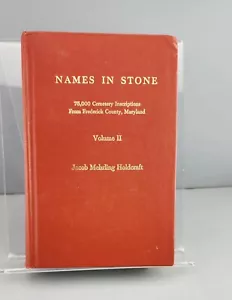 NAMES IN STONE
75,000 Cemetery Inscriptions
From Frederick County, Maryland
Volume II
Jacob Mehrling Holdcraft